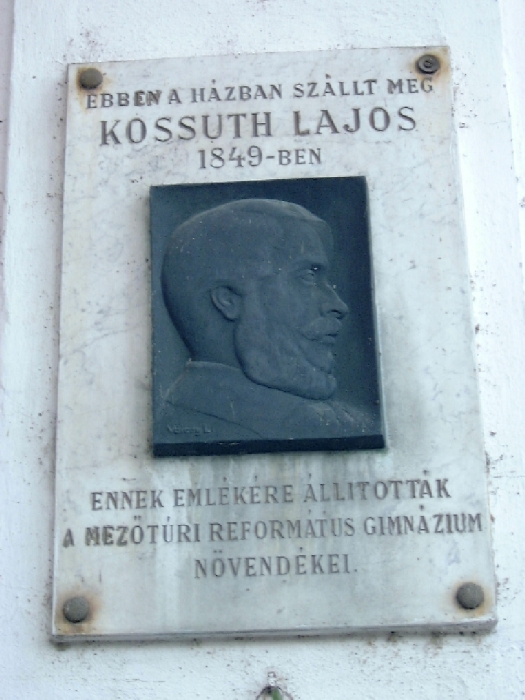 EBBEN A HÁZBAN SZÁLLT MEG
KOSSUTH LAJOS
1849-BEN
ENNEK EMLÉKÉRE ÁLLITOTTÁK
A MEZŐTÚRI REFORMÁTUS GIMNÁZIUM
NÖVENDÉKEI.